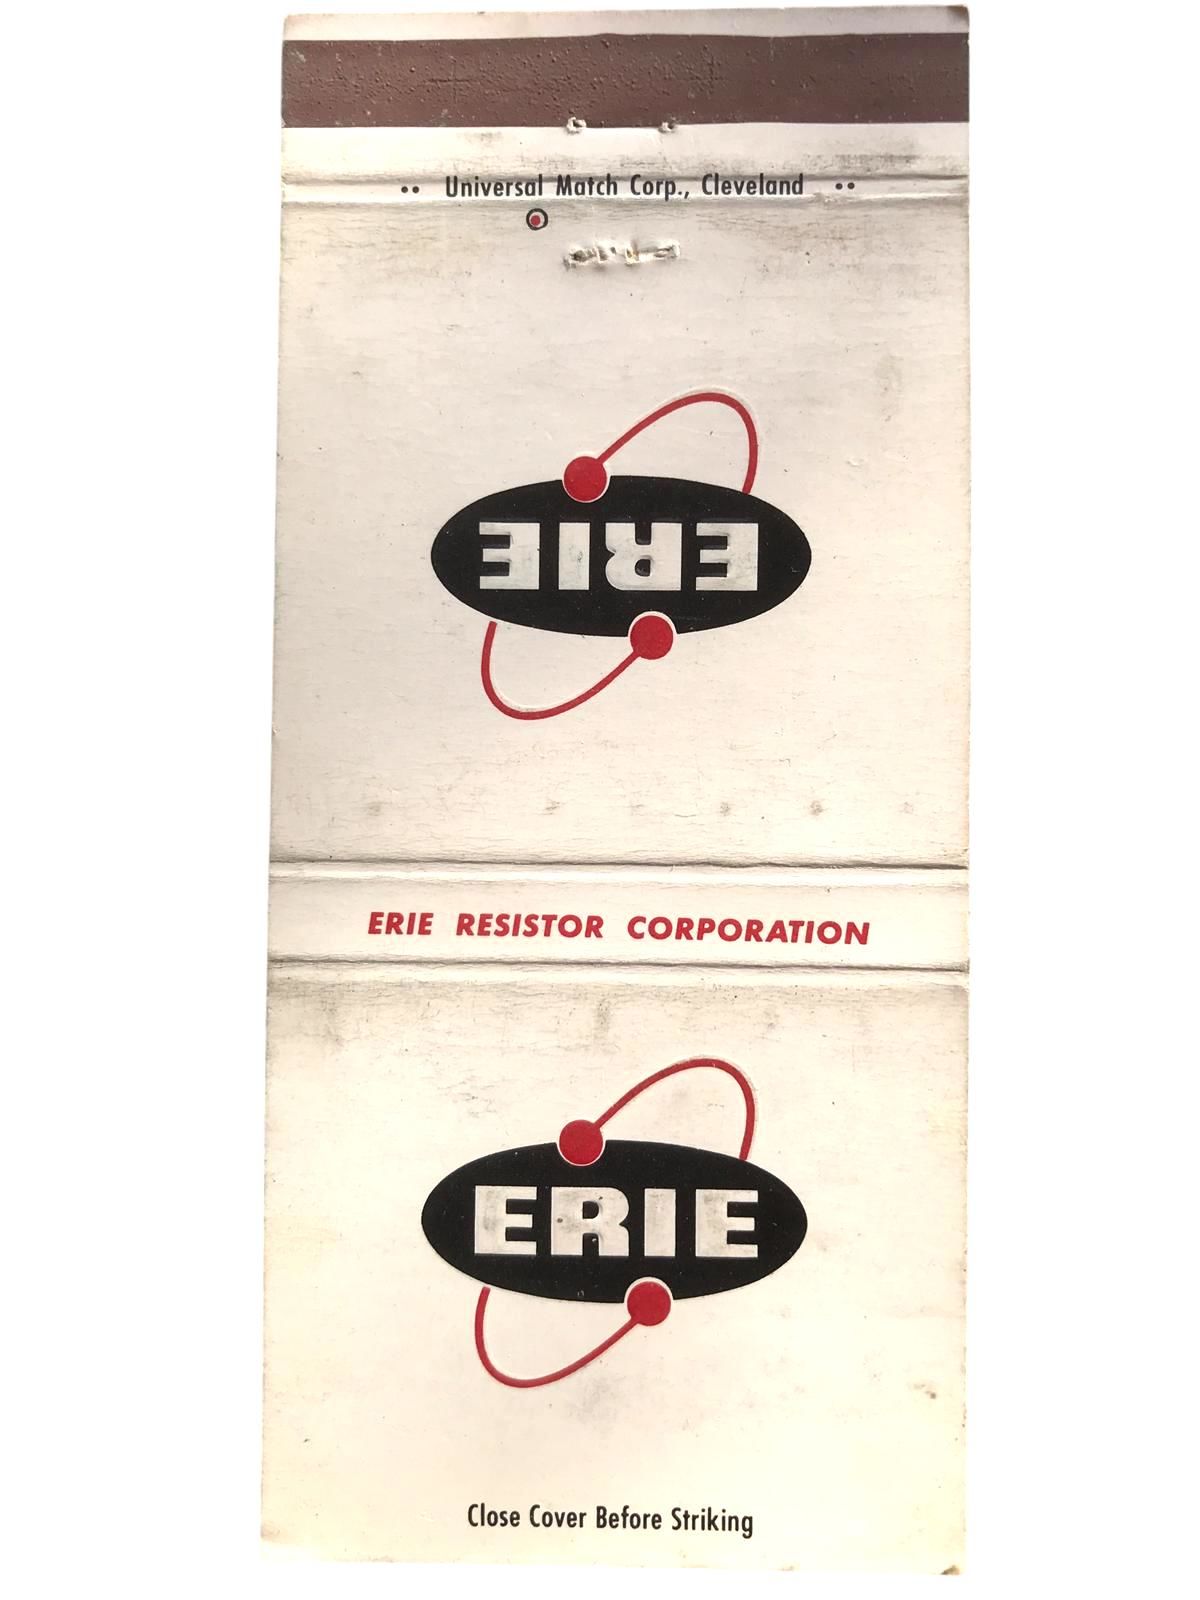 •• Universal Match Corp., Cleveland ••
ERIE
ERIE RESISTOR CORPORATION
ERIE
Close Cover Before Striking